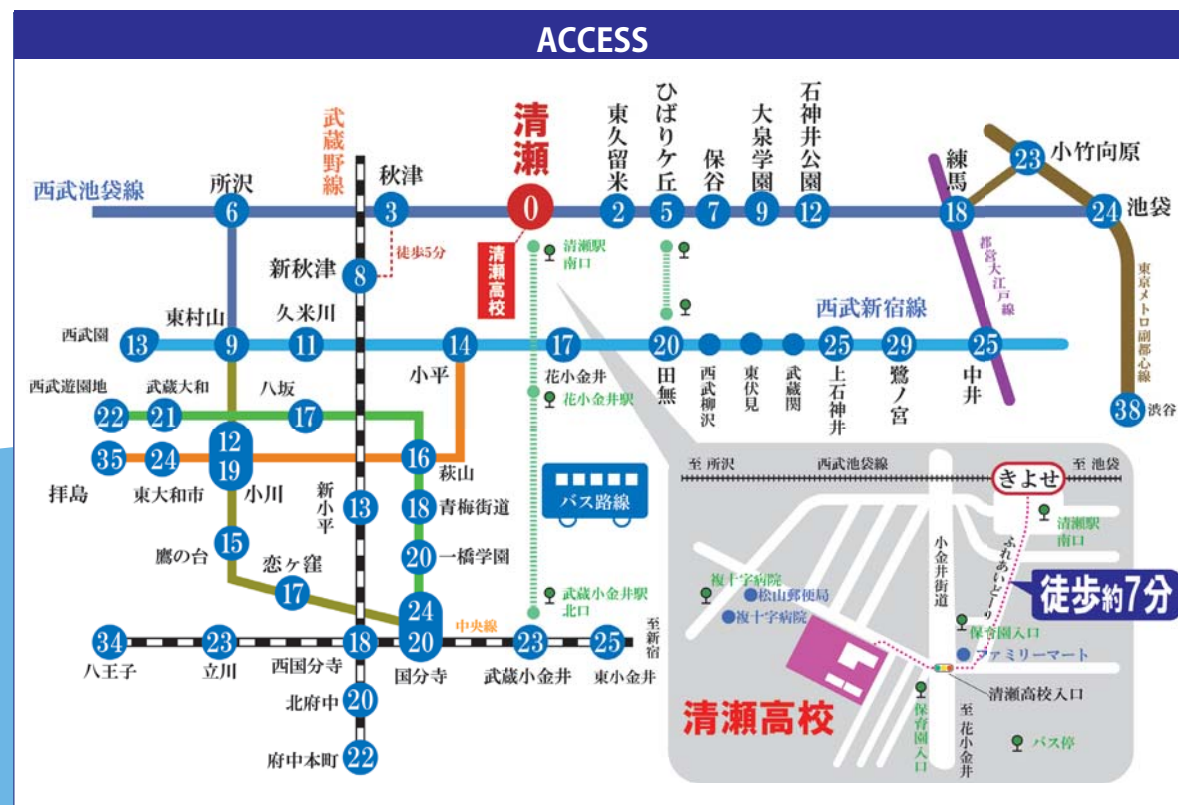 ACCESS
武蔵野線
西武池袋線
所沢
6
秋津
3
徒歩5分
清瀬
0
清瀬高校
東久留米
2
ひばりケ丘
5
保谷
7
大泉学園
9
石神井公園
12
練馬
18
小竹向原
23
池袋
24
東京メトロ副都心線
38
渋谷
都営大江戸線
新秋津
8
清瀬駅
南口
西武新宿線
西武園
13
東村山
9
久米川
11
14
小平
17
花小金井
花小金井駅
20
田無
西武柳沢
東伏見
武蔵関
25
上石神井
29
鷺ノ宮
25
中井
西武遊園地
22
武蔵大和
21
八坂
17
12
19
小川
35
拝島
24
東大和市
16
萩山
新小平
13
18
青梅街道
20
一橋学園
15
鷹の台
恋ヶ窪
17
24
20
国分寺
中央線
バス路線
武蔵小金井駅
北口
34
八王子
23
立川
18
西国分寺
23
武蔵小金井
25
東小金井
至新宿
20
北府中
22
府中本町
至 所沢
西武池袋線
きよせ
至 池袋
清瀬駅
南口
小金井街道
ふれあいどーり
徒歩約7分
複十字病院
松山郵便局
複十字病院
保育園入口
ファミリーマート
清瀬高校入口
清瀬高校
保育園入口
至 花小金井
バス停